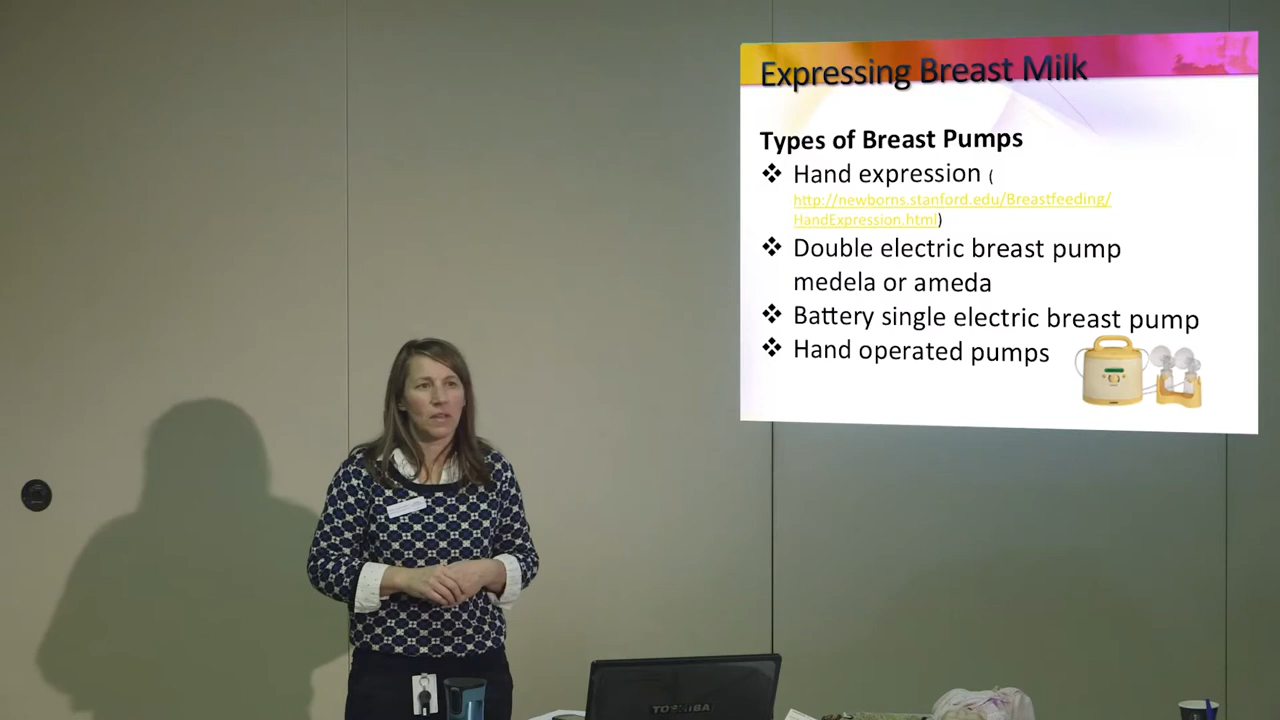 Expressing Breast Milk
Types of Breast Pumps
❖ Hand expression (
http://newborns.stanford.edu/Breastfeeding/
HandExpression.html)
❖ Double electric breast pump
medela or ameda
❖ Battery single electric breast pump
❖ Hand operated pumps
TOSHIBA